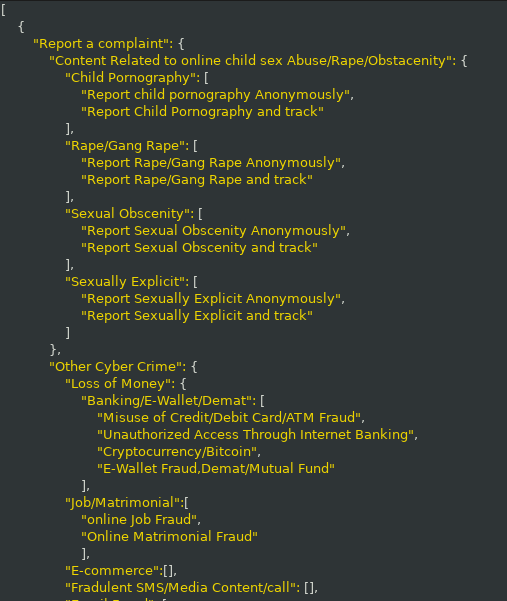 [
{
"Report a complaint": {
"Content Related to online child sex Abuse/Rape/Obstacenity": {
"Child Pornography": [
"Report child pornography Anonymously",
"Report Child Pornography and track"
],
"Rape/Gang Rape": [
"Report Rape/Gang Rape Anonymously",
"Report Rape/Gang Rape and track"
],
"Sexual Obscenity": [
"Report Sexual Obscenity Anonymously",
"Report Sexual Obscenity and track"
],
"Sexually Explicit": [
"Report Sexually Explicit Anonymously",
"Report Sexually Explicit and track"
]
},
"Other Cyber Crime": {
"Loss of Money": {
"Banking/E-Wallet/Demat": [
"Misuse of Credit/Debit Card/ATM Fraud",
"Unauthorized Access Through Internet Banking",
"Cryptocurrency/Bitcoin",
"E-Wallet Fraud,Demat/Mutual Fund"
],
"Job/Matrimonial":[
"online Job Fraud",
"Online Matrimonial Fraud"
],
"E-commerce":[],
"Fradulent SMS/Media Content/call": [],